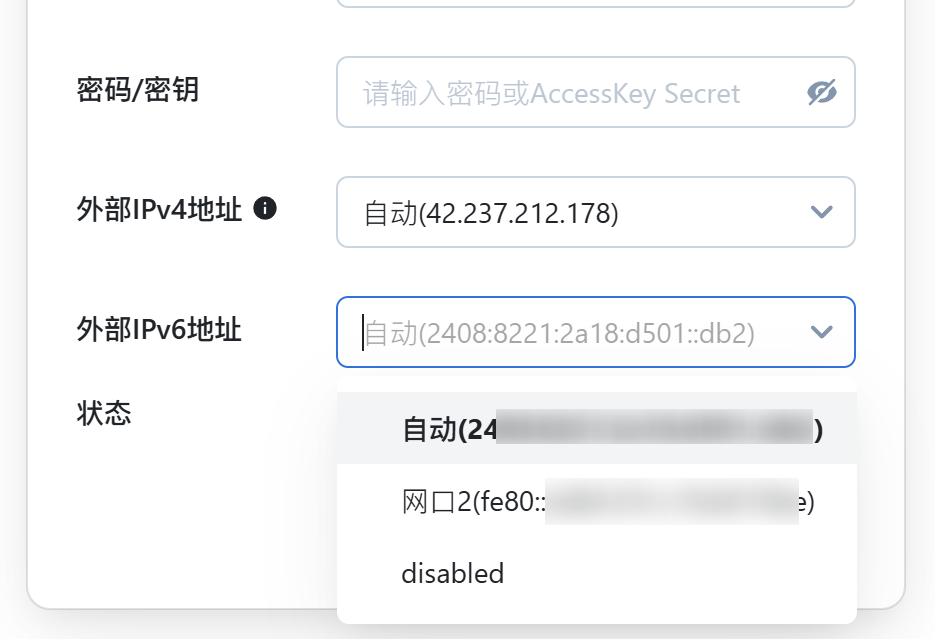 密码/密钥
请输入密码或AccessKey Secret
外部IPv4地址
自动(42.237.212.178)
外部IPv6地址
自动(2408:8221:2a18:d501::db2)
状态
自动(24 )
网口2(fe80:: e)
disabled